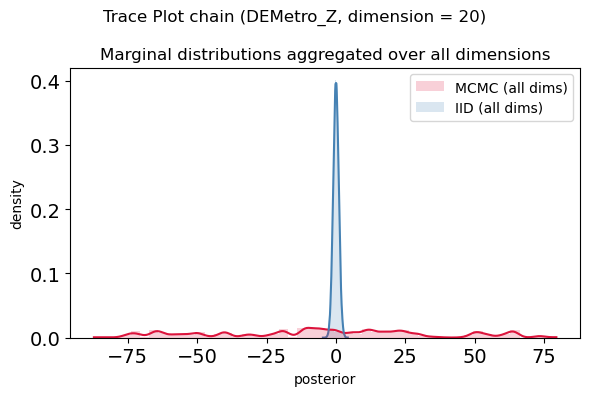 Trace Plot chain (DEMetro_Z, dimension = 20)
Marginal distributions aggregated over all dimensions
MCMC (all dims)
IID (all dims)
0.4
0.3
0.2
0.1
0.0
density
−75
−50
−25
0
25
50
75
posterior